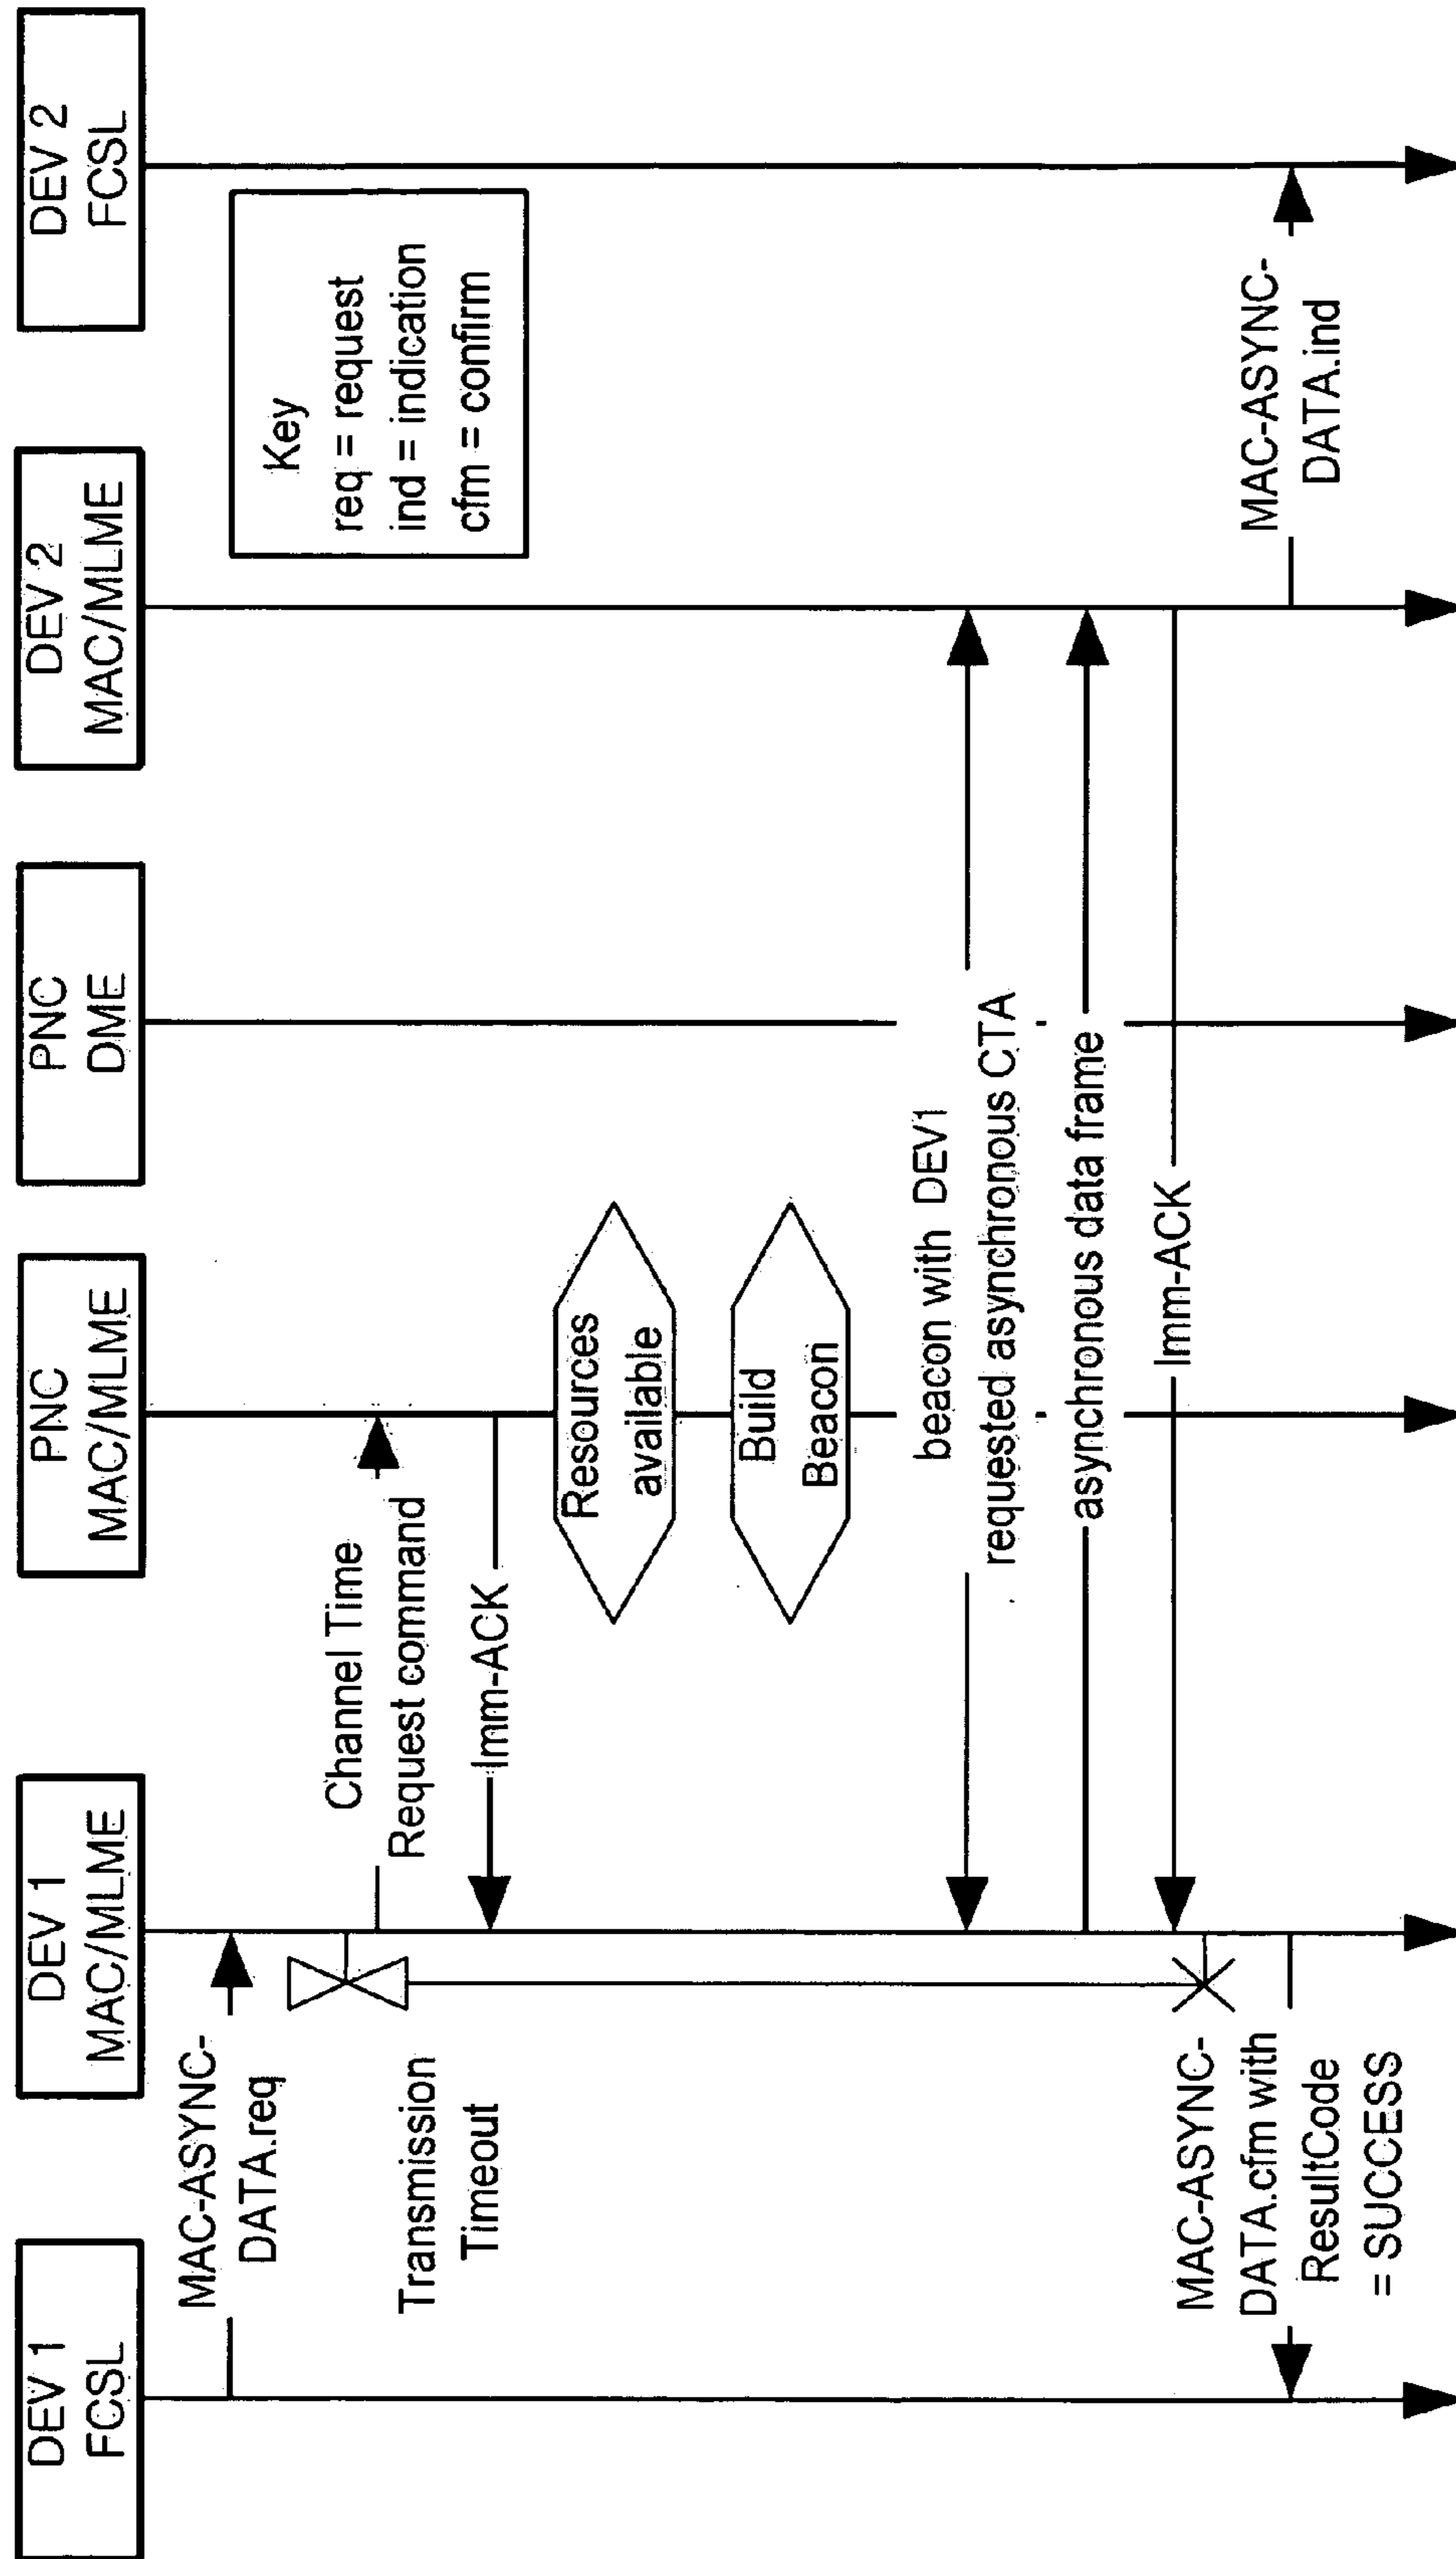 DEV 1
FCSL
DEV 1
MAC/MLME
PNC
MAC/MLME
PNC
DME
DEV 2
MAC/MLME
DEV 2
FCSL
MAC-ASYNC-
DATA.req
Key
req = request
ind = indication
cfm = confirm
Channel Time
Request command
Transmission
Timeout
Imm-ACK
Resources
available
Build
Beacon
beacon with DEV1
requested asynchronous CTA
asynchronous data frame
Imm-ACK
MAC-ASYNC-
DATA.cfm with
ResultCode
= SUCCESS
MAC-ASYNC-
DATA.ind